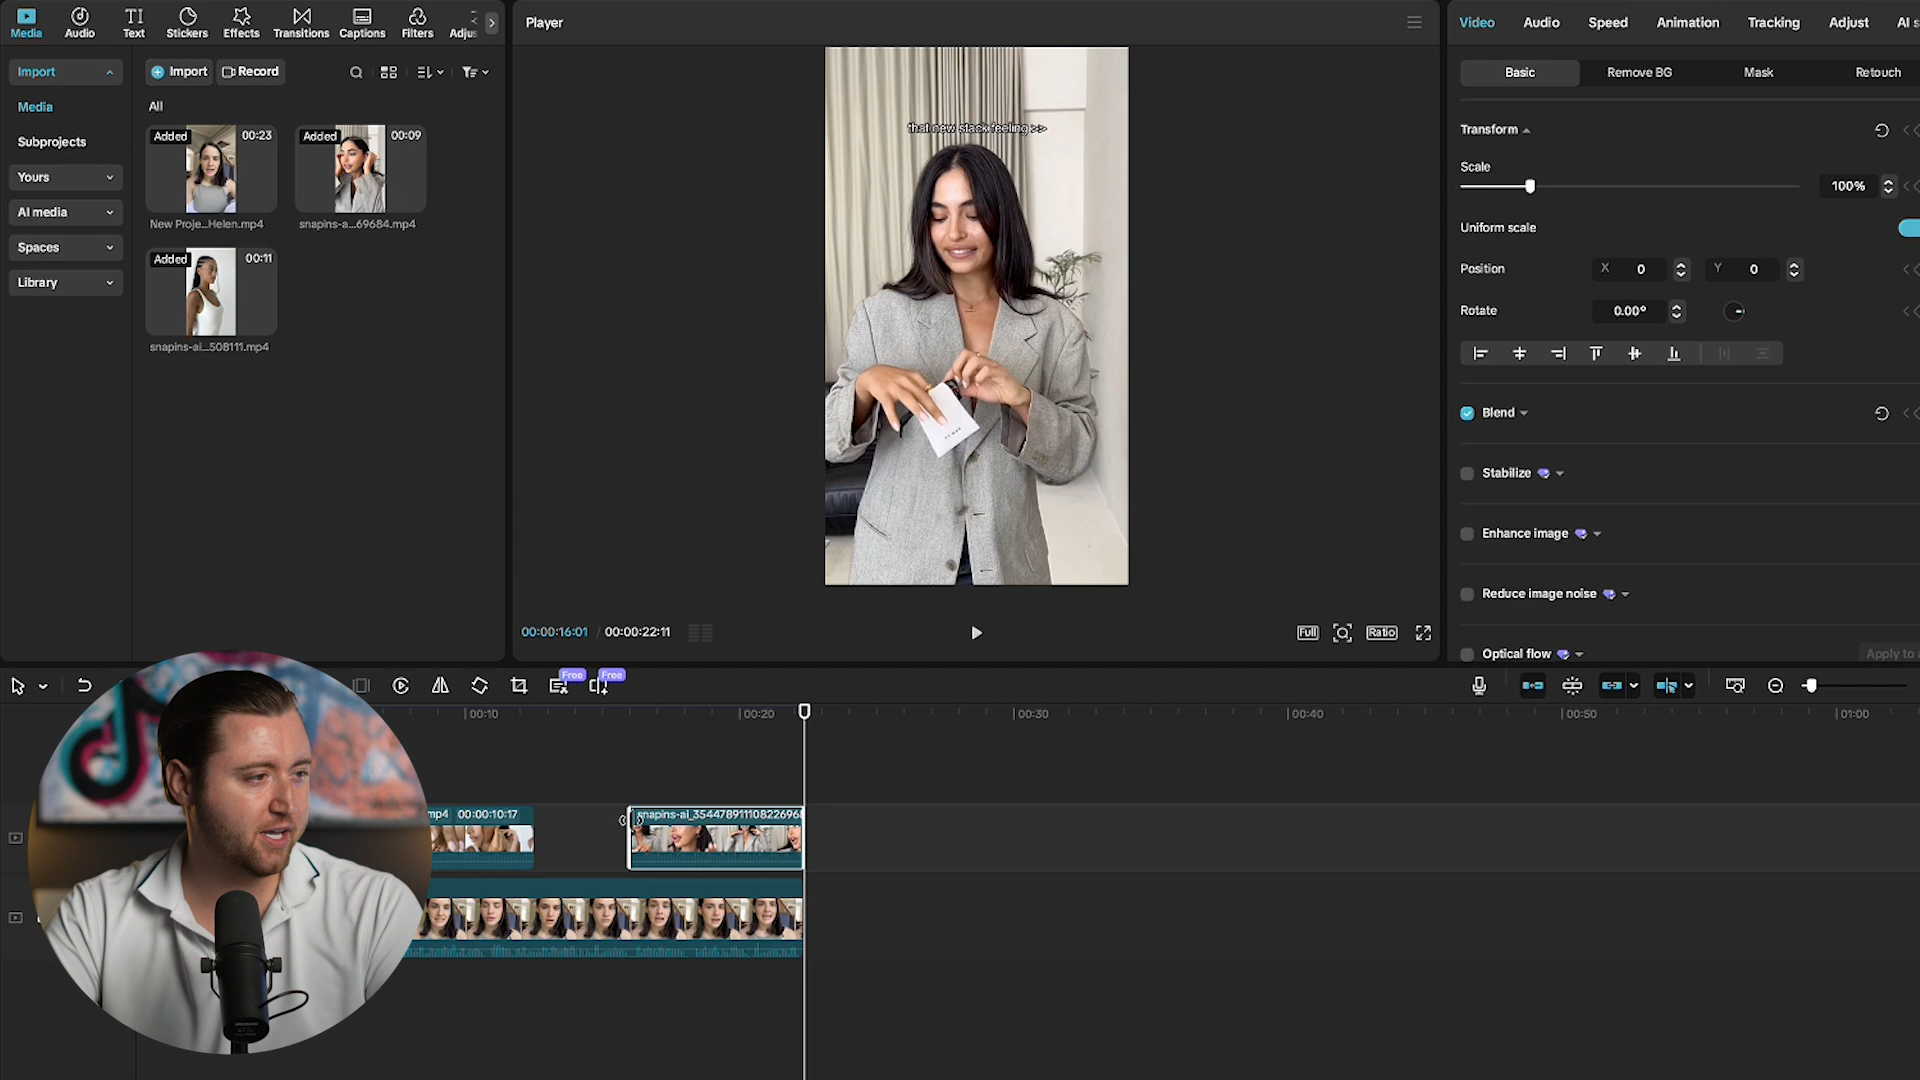 Media
Audio
TI
Text
Stickers
Effects
Transitions
Captions
Filters
Adjus
Player
Video
Audio
Speed
Animation
Tracking
Adjust
AI s
Import
Import
Record
Basic
Remove BG
Mask
Retouch
Media
All
Subprojects
Yours
AI media
Spaces
Library
Added 00:23
New Proje...Helen.mp4
Added 00:09
snapins-a...69684.mp4
Added 00:11
snapins-ai...508111.mp4
that new stack feeling >>
Transform
Scale
100%
Uniform scale
Position
X 0
Y 0
Rotate
0.00°
Blend
Stabilize
Enhance image
Reduce image noise
Optical flow
Apply to a
00:00:16:01 / 00:00:22:11
Full
Ratio
Free
Free
00:10
00:20
00:30
00:40
00:50
01:00
mp4 00:00:10:17
snapins-ai_354478911108226968